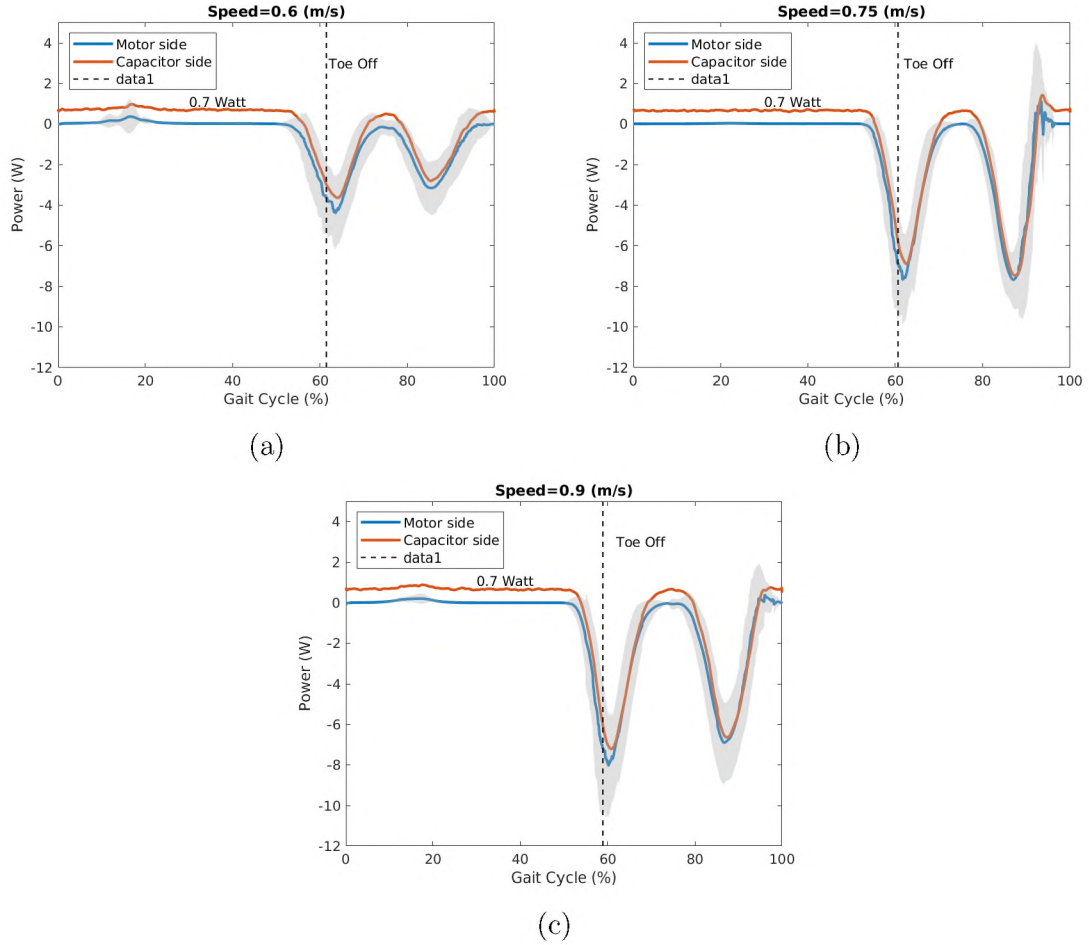 Speed=0.6 (m/s)
4
2
0
-2
-4
-6
-8
-10
-12
Power (W)
Motor side
Capacitor side
data1
Toe Off
0.7 Watt
0
20
40
60
80
100
Gait Cycle (%)
(a)
Speed=0.75 (m/s)
4
2
0
-2
-4
-6
-8
-10
-12
Power (W)
Motor side
Capacitor side
data1
Toe Off
0.7 Watt
0
20
40
60
80
100
Gait Cycle (%)
(b)
Speed=0.9 (m/s)
4
2
0
-2
-4
-6
-8
-10
-12
Power (W)
Motor side
Capacitor side
data1
Toe Off
0.7 Watt
0
20
40
60
80
100
Gait Cycle (%)
(c)